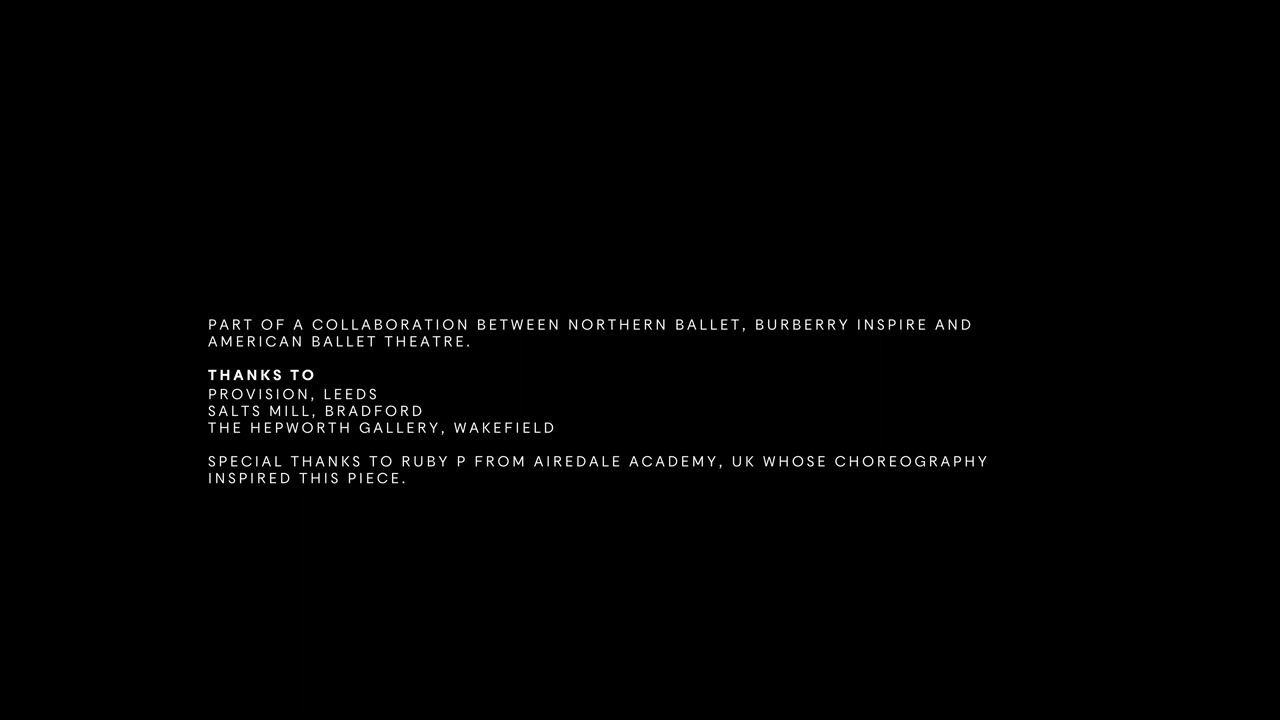 PART OF A COLLABORATION BETWEEN NORTHERN BALLET, BURBERRY INSPIRE AND
AMERICAN BALLET THEATRE.
THANKS TO
PROVISION, LEEDS
SALTS MILL, BRADFORD
THE HEPWORTH GALLERY, WAKEFIELD
SPECIAL THANKS TO RUBY P FROM AIREDALE ACADEMY, UK WHOSE CHOREOGRAPHY
INSPIRED THIS PIECE.